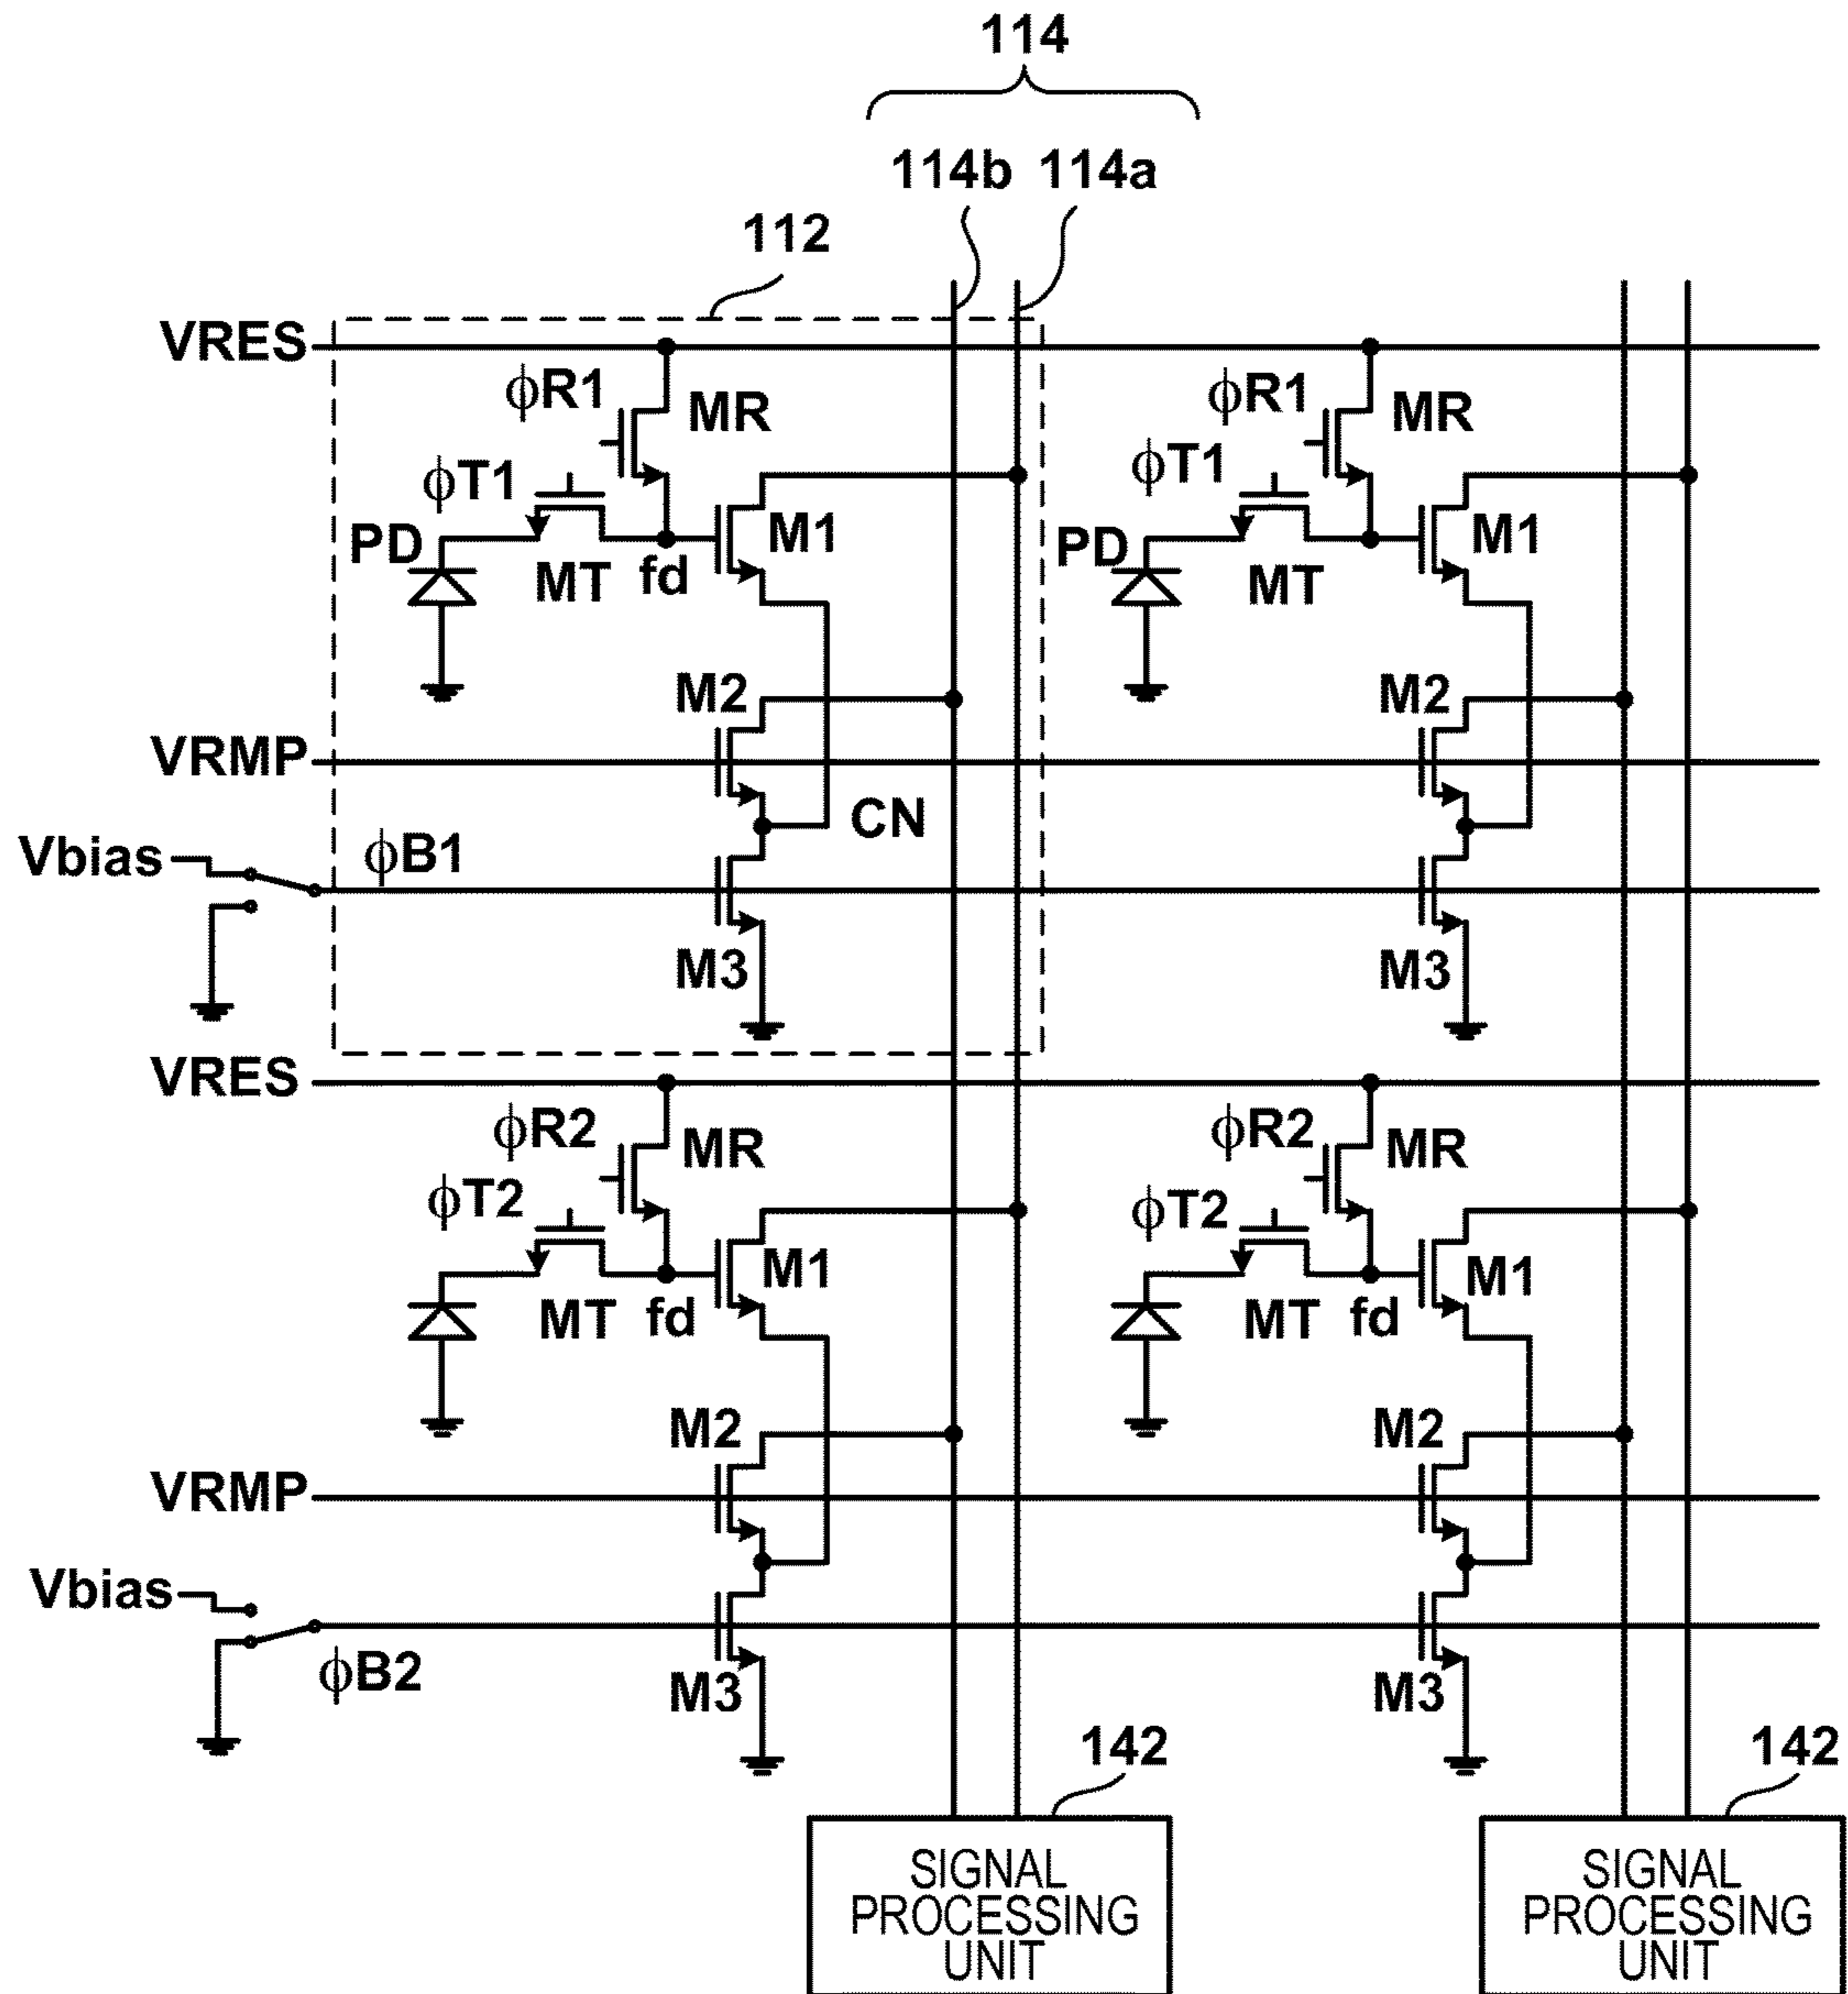 114
114b 114a
112
VRES
ϕR1 MR ϕR1 MR
ϕT1 ϕT1
PD MT fd M1 PD MT M1
M2 M2
VRMP
CN
Vbias ϕB1
M3 M3
VRES
ϕR2 MR ϕR2 MR
ϕT2 ϕT2
MT fd M1 MT fd M1
M2 M2
VRMP
Vbias
ϕB2 M3 M3
142 142
SIGNAL SIGNAL
PROCESSING PROCESSING
UNIT UNIT